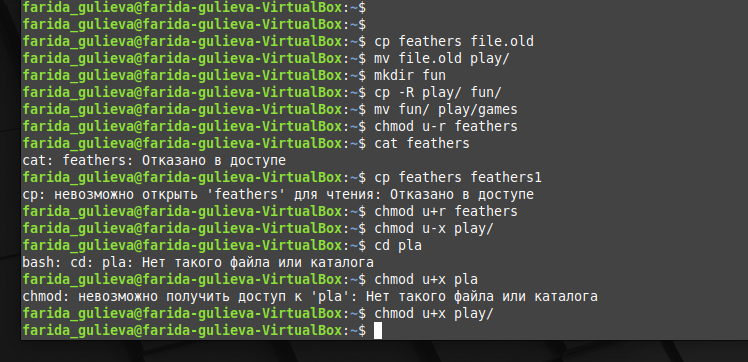 farida_gulieva@farida-gulieva-VirtualBox:~$
farida_gulieva@farida-gulieva-VirtualBox:~$
farida_gulieva@farida-gulieva-VirtualBox:~$ cp feathers file.old
farida_gulieva@farida-gulieva-VirtualBox:~$ mv file.old play/
farida_gulieva@farida-gulieva-VirtualBox:~$ mkdir fun
farida_gulieva@farida-gulieva-VirtualBox:~$ cp -R play/ fun/
farida_gulieva@farida-gulieva-VirtualBox:~$ mv fun/ play/games
farida_gulieva@farida-gulieva-VirtualBox:~$ chmod u-r feathers
farida_gulieva@farida-gulieva-VirtualBox:~$ cat feathers
cat: feathers: Отказано в доступе
farida_gulieva@farida-gulieva-VirtualBox:~$ cp feathers feathers1
cp: невозможно открыть 'feathers' для чтения: Отказано в доступе
farida_gulieva@farida-gulieva-VirtualBox:~$ chmod u+r feathers
farida_gulieva@farida-gulieva-VirtualBox:~$ chmod u-x play/
farida_gulieva@farida-gulieva-VirtualBox:~$ cd pla
bash: cd: pla: Нет такого файла или каталога
farida_gulieva@farida-gulieva-VirtualBox:~$ chmod u+x pla
chmod: невозможно получить доступ к 'pla': Нет такого файла или каталога
farida_gulieva@farida-gulieva-VirtualBox:~$ chmod u+x play/
farida_gulieva@farida-gulieva-VirtualBox:~$